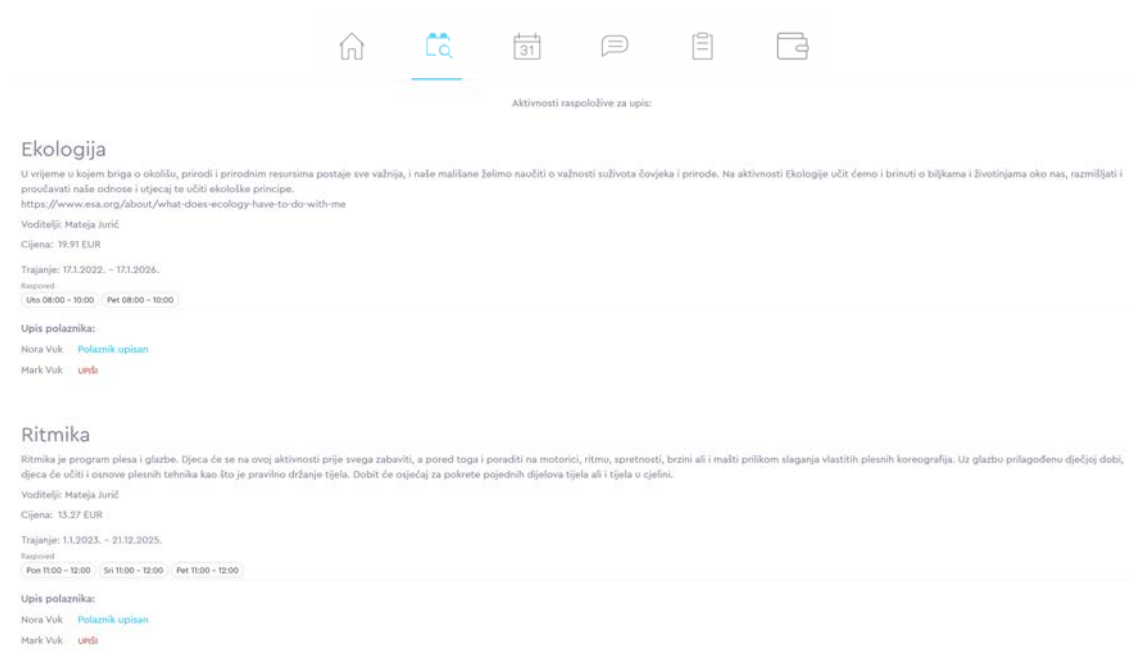 31
Aktivnosti raspoložive za upis:
Ekologija
U vrijeme u kojem briga o okolišu, prirodi i prirodnim resursima postaje sve važnija, i naše mališane želimo naučiti o važnosti suživota čovjeka i prirode. Na aktivnosti Ekologije učit ćemo i brinuti o biljkama i životinjama oko nas, razmišljati i
proučavati naše odnose i utjecaj te učiti ekološke principe.
https://www.esa.org/about/what-does-ecology-have-to-do-with-me
Voditelji: Mateja Jurić
Cijena: 19.91 EUR
Trajanje: 17.1.2022. – 17.1.2026.
Raspored
Uto 08:00 – 10:00 Pet 08:00 – 10:00
Upis polaznika:
Nora Vuk Polaznik upisan
Mark Vuk UPIŠI
Ritmika
Ritmika je program plesa i glazbe. Djeca će se na ovoj aktivnosti prije svega zabaviti, a pored toga i poraditi na motorici, ritmu, spretnosti, brzini ali i mašti prilikom slaganja vlastitih plesnih koreografija. Uz glazbu prilagođenu dječjoj dobi,
djeca će učiti i osnove plesnih tehnika kao što je pravilno držanje tijela. Dobit će osjećaj za pokrete pojednih dijelova tijela ali i tijela u cjelini.
Voditelji: Mateja Jurić
Cijena: 13.27 EUR
Trajanje: 1.1.2023. – 21.12.2025.
Raspored
Pon 11:00 – 12:00 Sri 11:00 – 12:00 Pet 11:00 – 12:00
Upis polaznika:
Nora Vuk Polaznik upisan
Mark Vuk UPIŠI